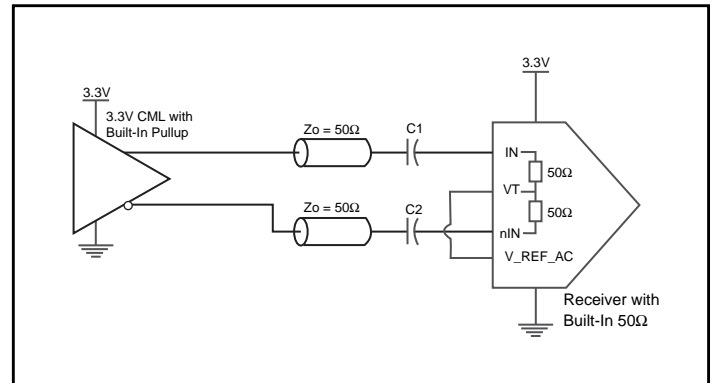 3.3V
3.3V
3.3V CML with
Built-In Pullup
Zo = 50Ω
C1
IN
50Ω
VT
Zo = 50Ω
C2
50Ω
nIN
V_REF_AC
Receiver with
Built-In 50Ω